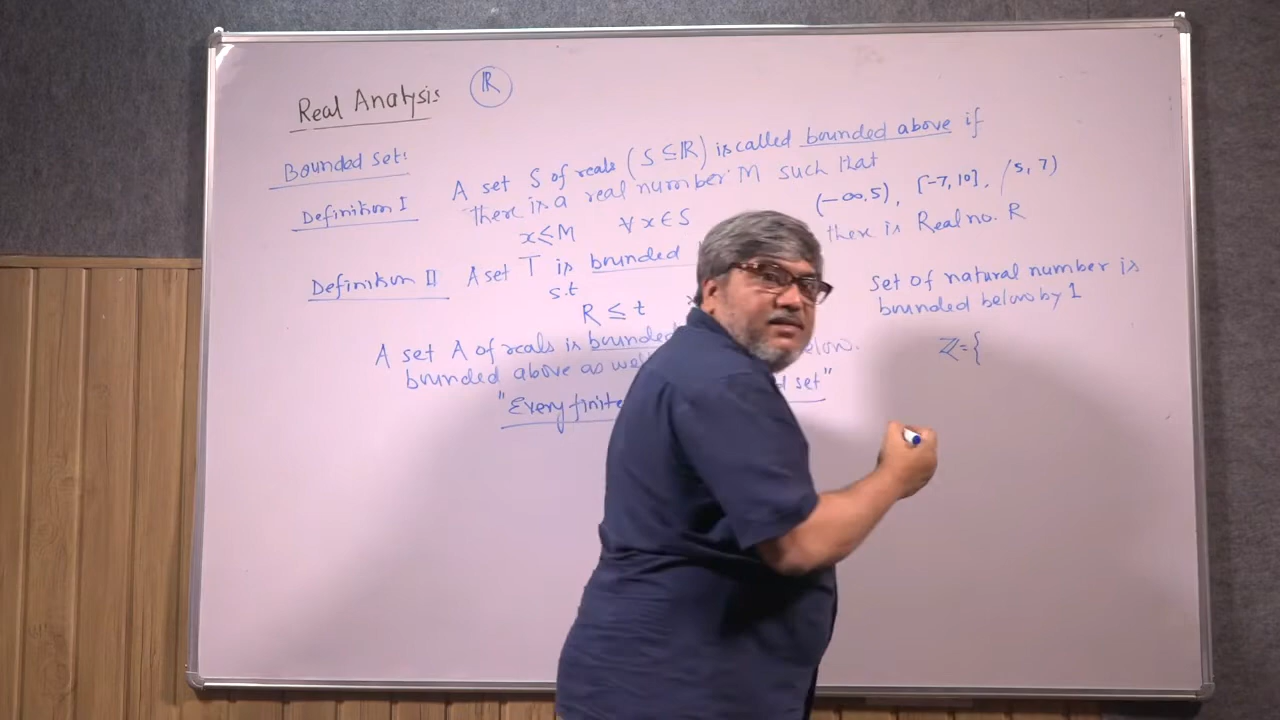 Real Analysis ℝ
Bounded Set:
Definition I A set S of reals (S ⊆ ℝ) is called bounded above if
there is a real number M such that
x ≤ M ∀ x ∈ S
(-∞, 5), [-7, 10], (5, 7)
Definition II A set T is bounded there is Real no. R
s.t
R ≤ t
A set A of reals is bounded
bounded above as
"Every finite set"
Set of natural number is
bounded below by 1
ℤ = {